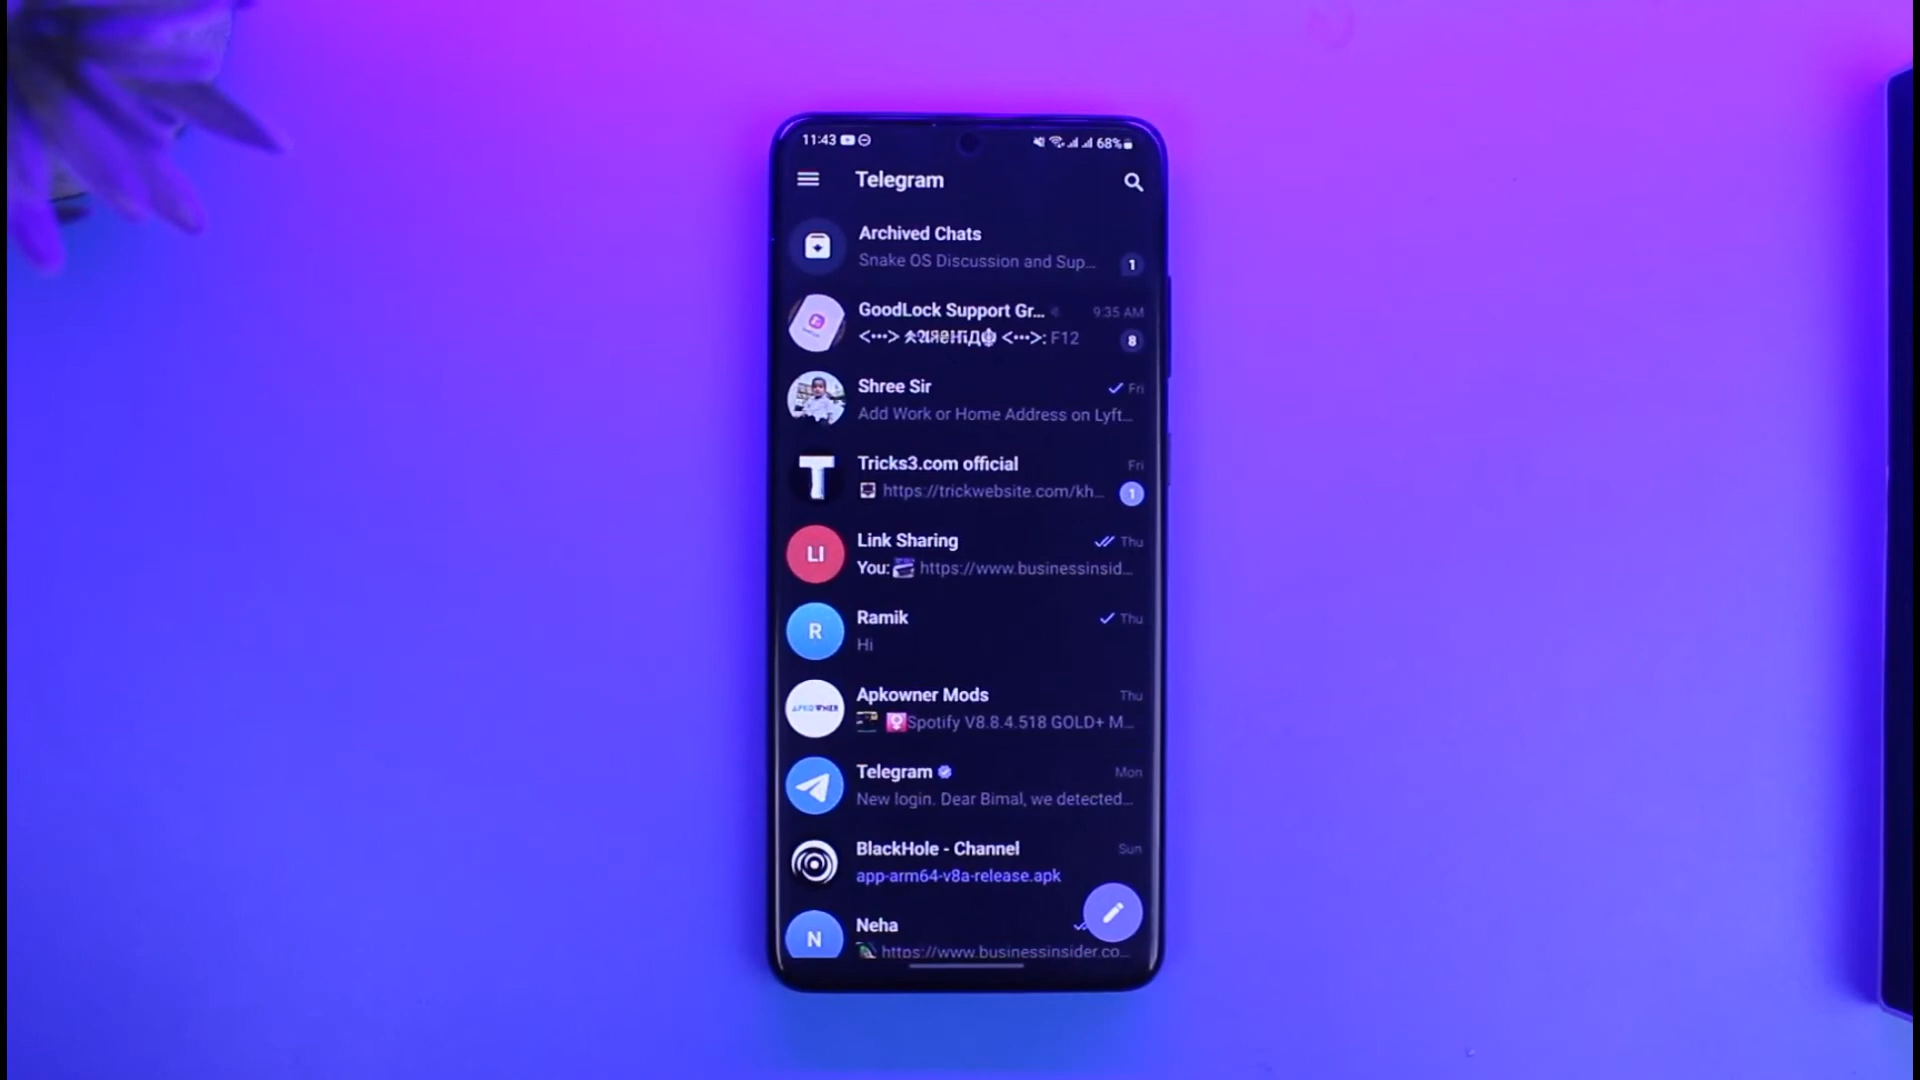 11:43
68%
Telegram
Archived Chats
Snake OS Discussion and Sup...
1
GoodLock Support Gr...
9:35 AM
<•••> <•••>: F12
8
Shree Sir
Fri
Add Work or Home Address on Lyft...
Tricks3.com official
Fri
T
https://trickwebsite.com/kh...
1
Link Sharing
Thu
LI
You: https://www.businessinsid...
Ramik
Thu
R
Hi
Apkowner Mods
Thu
APKOWNER
Spotify V8.8.4.518 GOLD+ M...
Telegram
Mon
New login. Dear Bimal, we detected...
BlackHole - Channel
Sun
app-arm64-v8a-release.apk
Neha
N
https://www.businessinsider.co...